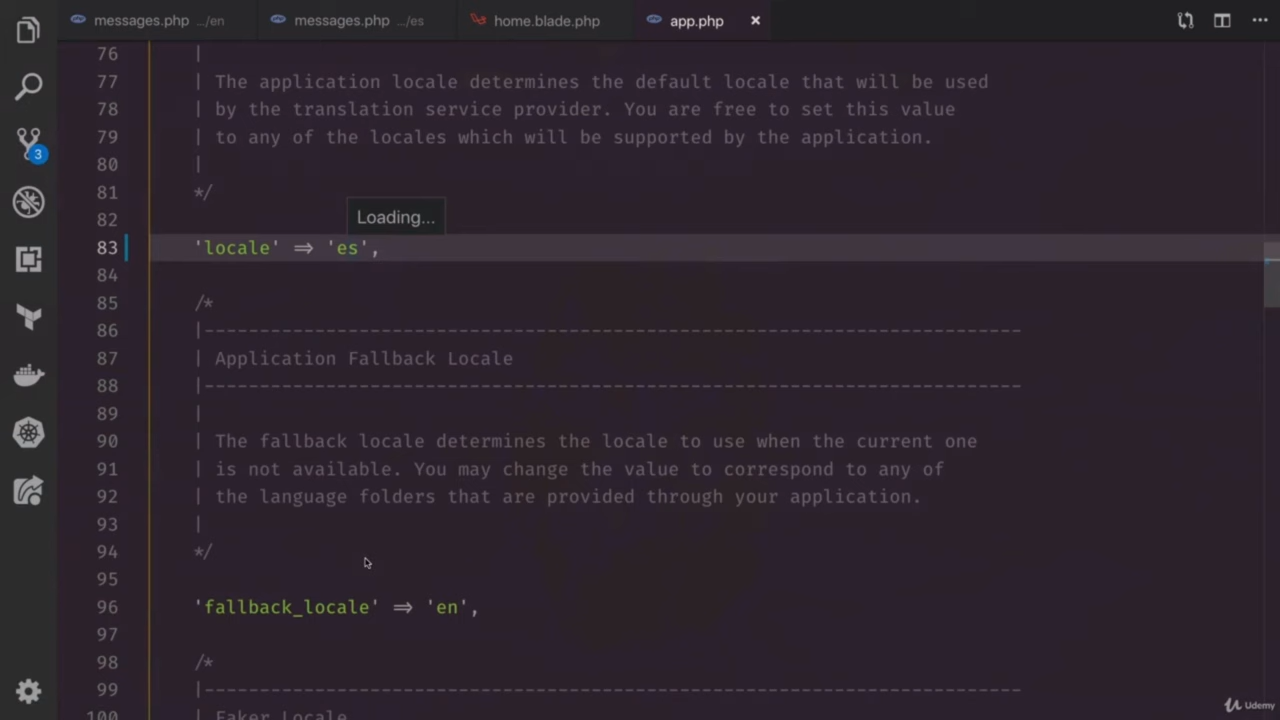 messages.php .../en
messages.php .../es
home.blade.php
app.php
3
76 |
77 | The application locale determines the default locale that will be used
78 | by the translation service provider. You are free to set this value
79 | to any of the locales which will be supported by the application.
80 |
81 */
82
Loading...
83 'locale' => 'es',
84
85 /*
86 |--------------------------------------------------------------------------
87 | Application Fallback Locale
88 |--------------------------------------------------------------------------
89 |
90 | The fallback locale determines the locale to use when the current one
91 | is not available. You may change the value to correspond to any of
92 | the language folders that are provided through your application.
93 |
94 */
95
96 'fallback_locale' => 'en',
97
98 /*
99 |--------------------------------------------------------------------------
100 | Faker Locale
Udemy